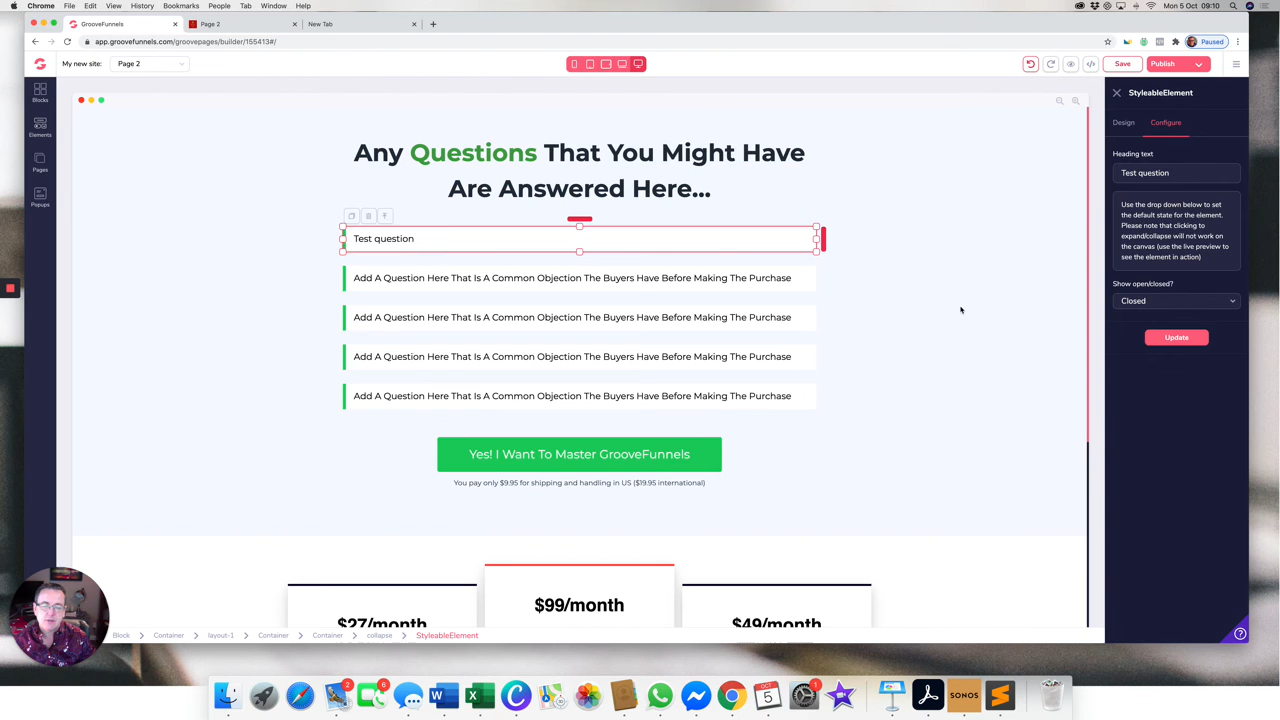 Chrome File Edit View History Bookmarks People Tab Window Help
Mon 5 Oct 09:10
GrooveFunnels
Page 2
New Tab
app.groovefunnels.com/groovepages/builder/155413#/
Paused
My new site:
Page 2
Save
Publish
Blocks
Elements
Pages
Popups
StyleableElement
Design
Configure
Heading text
Test question
Use the drop down below to set
the default state for the element.
Please note that clicking to
expand/collapse will not work on
the canvas (use the live preview to
see the element in action)
Show open/closed?
Closed
Update
Any Questions That You Might Have
Are Answered Here...
Test question
Add A Question Here That Is A Common Objection The Buyers Have Before Making The Purchase
Add A Question Here That Is A Common Objection The Buyers Have Before Making The Purchase
Add A Question Here That Is A Common Objection The Buyers Have Before Making The Purchase
Add A Question Here That Is A Common Objection The Buyers Have Before Making The Purchase
Yes! I Want To Master GrooveFunnels
You pay only $9.95 for shipping and handling in US ($19.95 international)
$27/month
$99/month
$49/month
Block
Container
layout-1
Container
Container
collapse
StyleableElement
2
6
OCT
5
1
SONOS